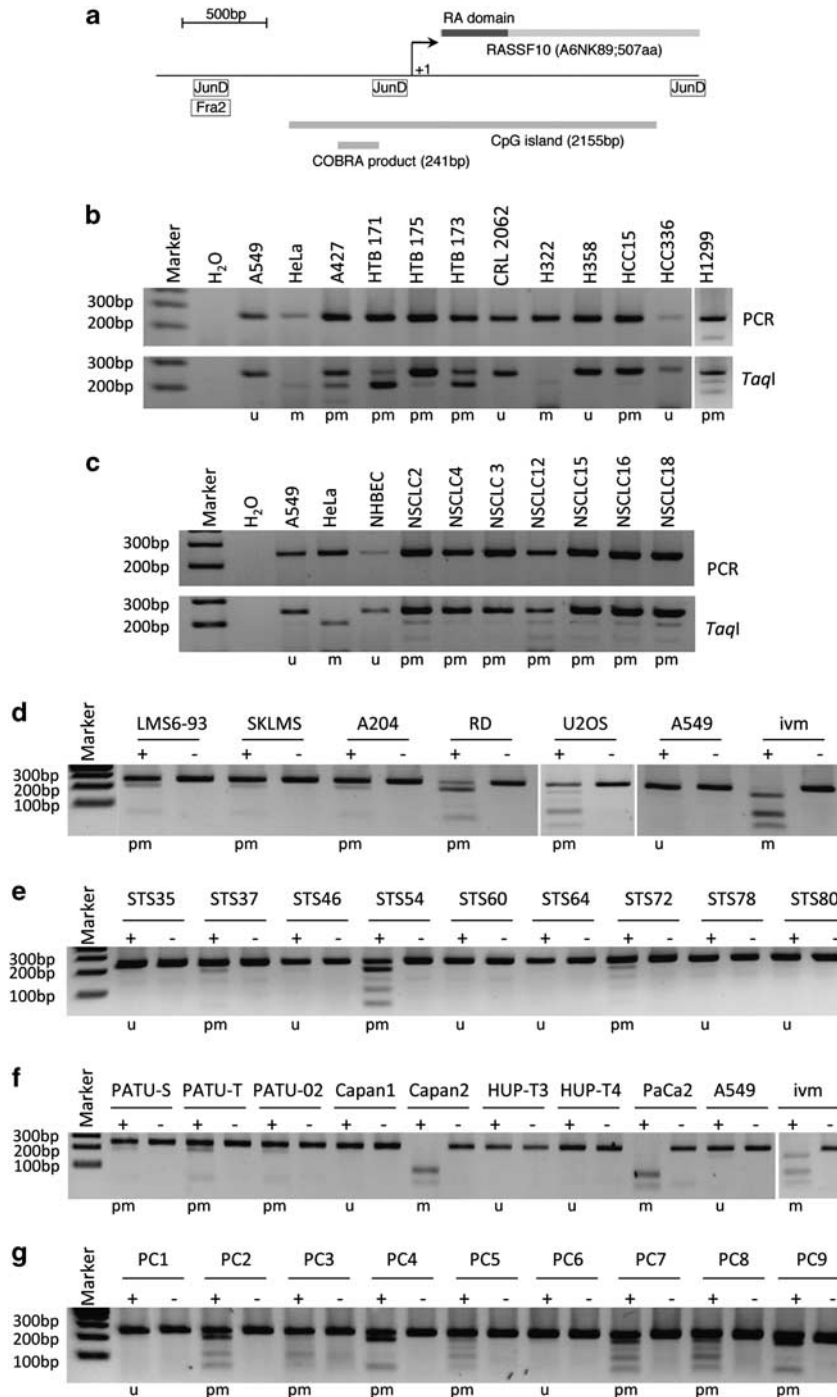 a
500bp
RA domain
RASSF10 (A6NK89;507aa)
+1
JunD JunD JunD
Fra2
CpG island (2155bp)
COBRA product (241bp)
b
Marker H2O A549 HeLa A427 HTB 171 HTB 175 HTB 173 CRL 2062 H322 H358 HCC15 HCC336 H1299
300bp
200bp
PCR
300bp
200bp
TaqI
u m pm pm pm pm u m u pm u pm
c
Marker H2O A549 HeLa NHBEC NSCLC2 NSCLC4 NSCLC 3 NSCLC12 NSCLC15 NSCLC16 NSCLC18
300bp
200bp
PCR
300bp
200bp
TaqI
u m u pm pm pm pm pm pm pm
d
Marker LMS6-93 SKLMS A204 RD U2OS A549 ivm
+ - + - + - + - + - + - + -
300bp
200bp
100bp
pm pm pm pm pm u m
e
Marker STS35 STS37 STS46 STS54 STS60 STS64 STS72 STS78 STS80
+ - + - + - + - + - + - + - + - + -
300bp
200bp
100bp
u pm u pm u u pm u u
f
Marker PATU-S PATU-T PATU-02 Capan1 Capan2 HUP-T3 HUP-T4 PaCa2 A549 ivm
+ - + - + - + - + - + - + - + - + - + -
300bp
200bp
100bp
pm pm pm u m u u m u m
g
Marker PC1 PC2 PC3 PC4 PC5 PC6 PC7 PC8 PC9
+ - + - + - + - + - + - + - + - + -
300bp
200bp
100bp
u pm pm pm pm u pm pm pm